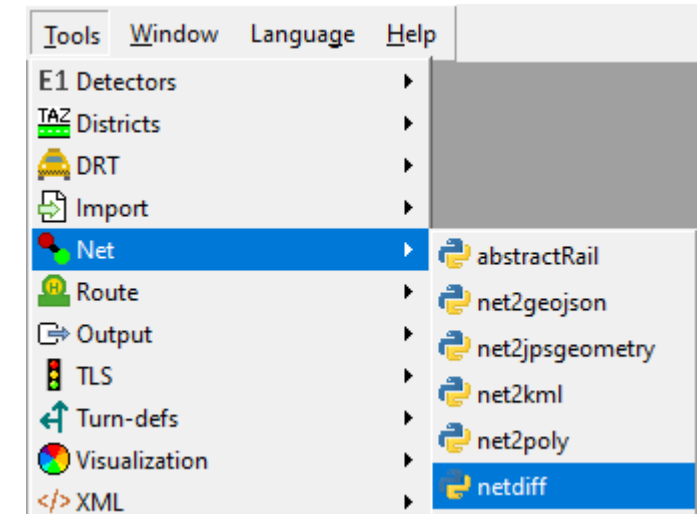 Tools Window Language Help
E1 Detectors
TAZ Districts
DRT
Import
Net
Route
Output
TLS
Turn-defs
Visualization
</> XML
abstractRail
net2geojson
net2jpsgeometry
net2kml
net2poly
netdiff